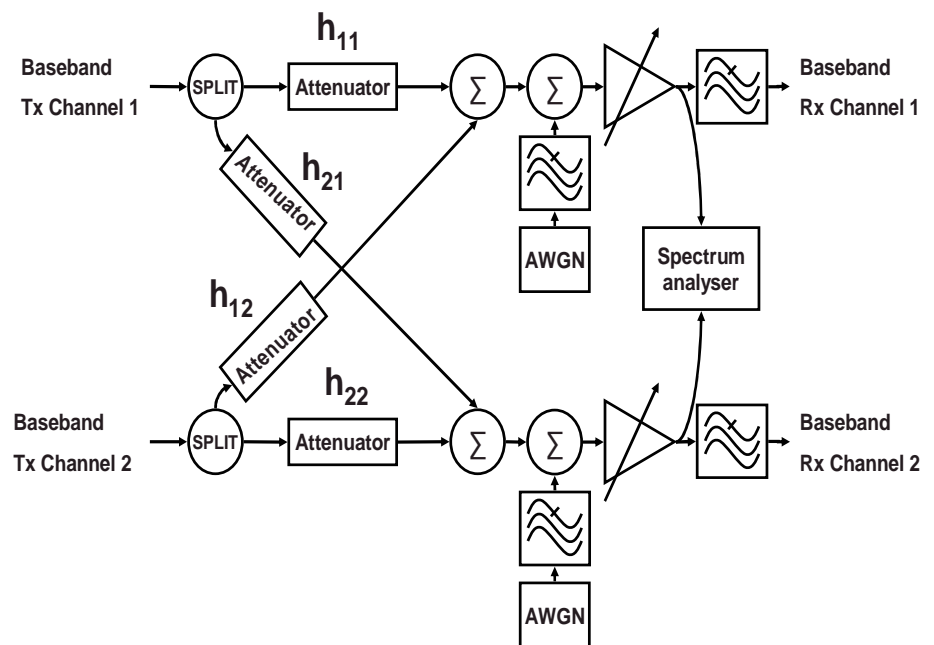 h11
Baseband
Tx Channel 1
SPLIT
Attenuator
Σ
Σ
Baseband
Rx Channel 1
Attenuator
h21
AWGN
Spectrum
analyser
h12
Attenuator
h22
Baseband
Tx Channel 2
SPLIT
Attenuator
Σ
Σ
Baseband
Rx Channel 2
AWGN